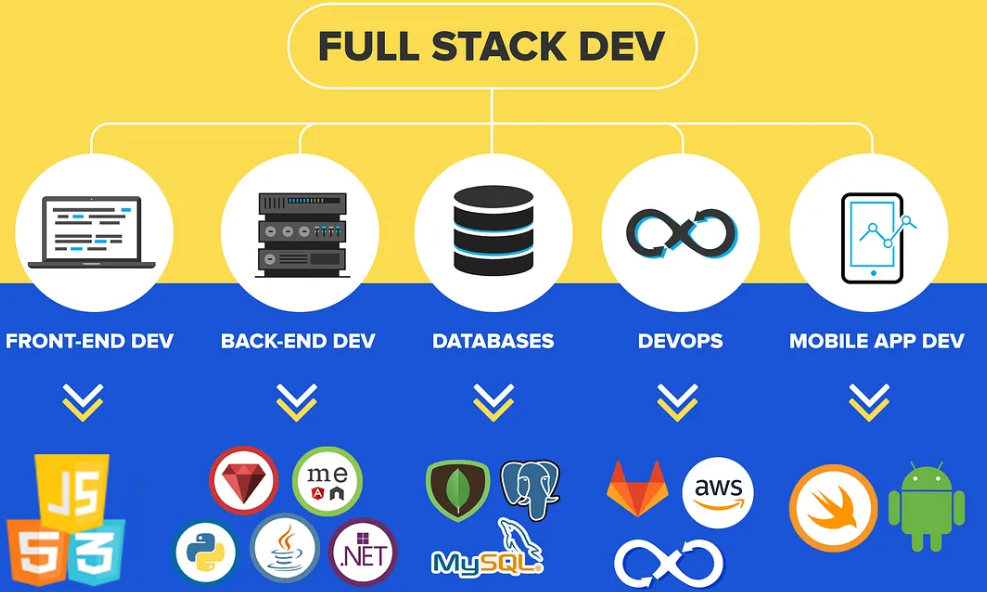 FULL STACK DEV
FRONT-END DEV
BACK-END DEV
DATABASES
DEVOPS
MOBILE APP DEV
JS
5
3
me
.NET
MySQL®
aws